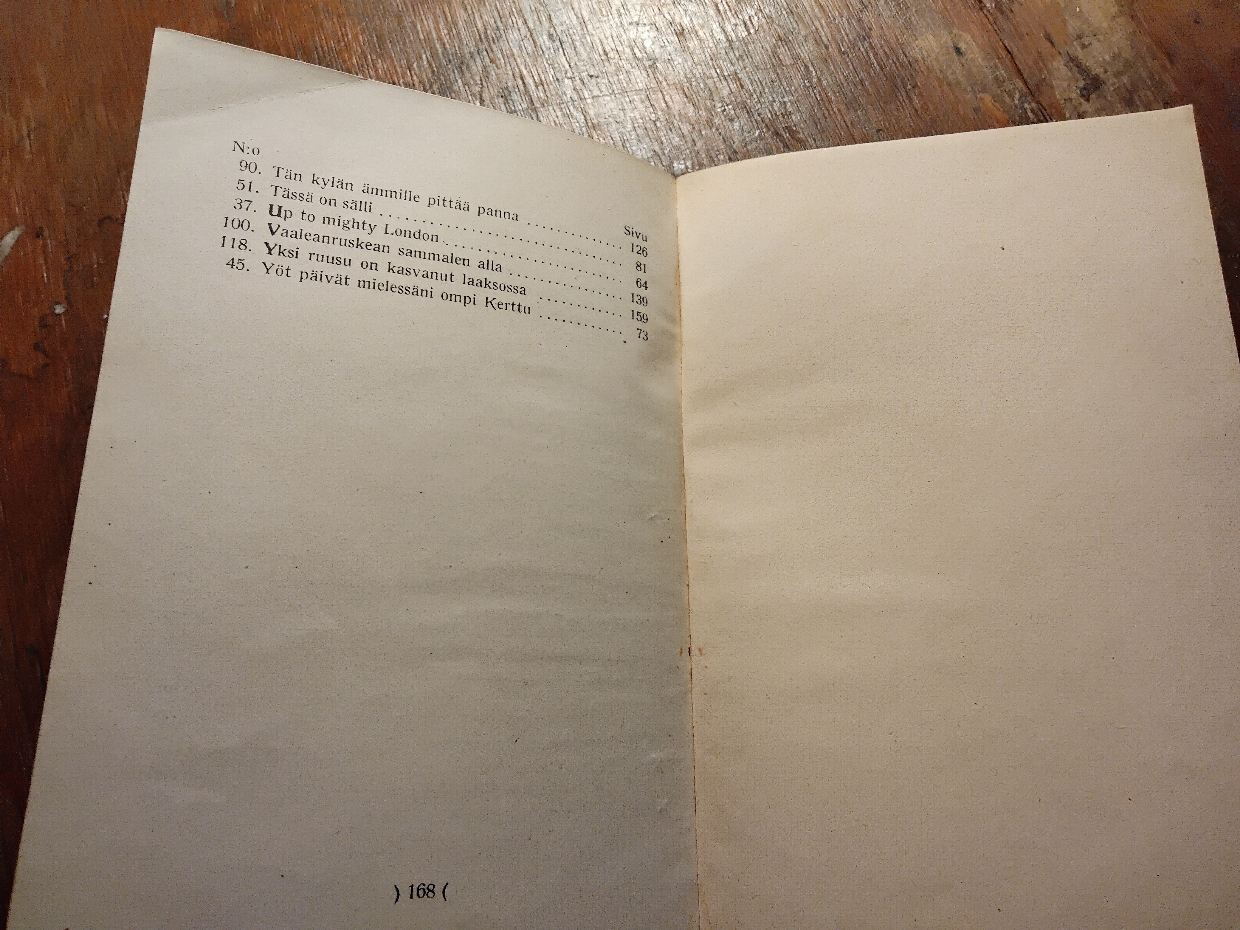 N:o Sivu
90. Tän kylän ämmille pittää panna .................. 126
51. Tässä on sälli .................. 81
37. Up to mighty London .................. 64
100. Vaaleanruskean sammalen alla .................. 139
118. Yksi ruusu on kasvanut laaksossa ............ 159
45. Yöt päivät mielessäni ompi Kerttu ............ 73
) 168 (